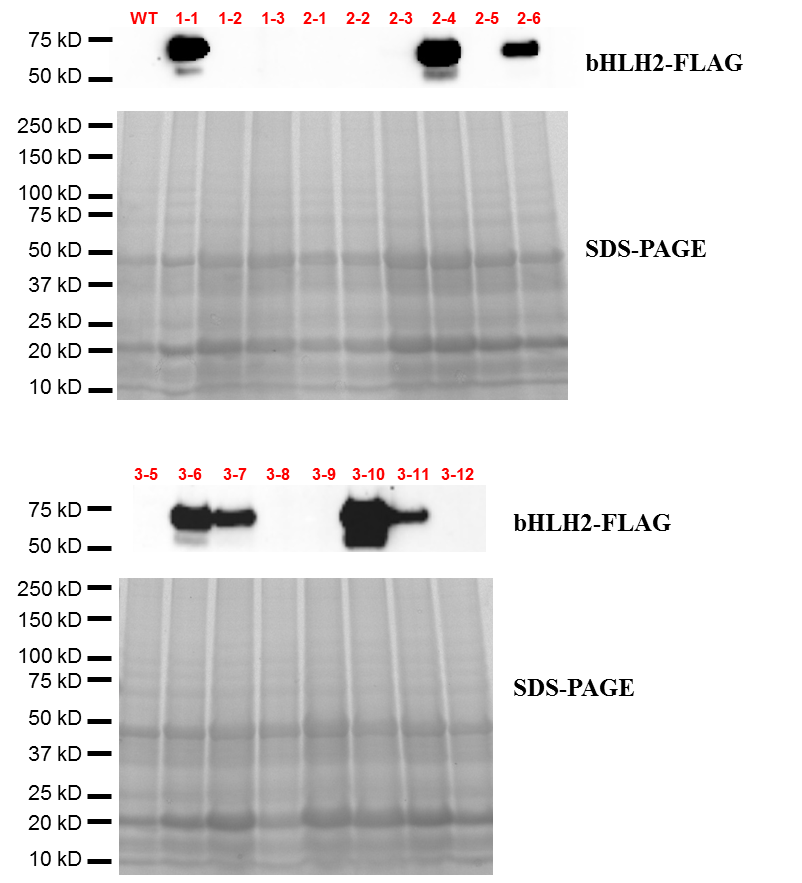 WT 1-1 1-2 1-3 2-1 2-2 2-3 2-4 2-5 2-6
75 kD
50 kD
bHLH2-FLAG
250 kD
150 kD
100 kD
75 kD
50 kD
37 kD
25 kD
20 kD
10 kD
SDS-PAGE
3-5 3-6 3-7 3-8 3-9 3-10 3-11 3-12
75 kD
50 kD
bHLH2-FLAG
250 kD
150 kD
100 kD
75 kD
50 kD
37 kD
25 kD
20 kD
10 kD
SDS-PAGE